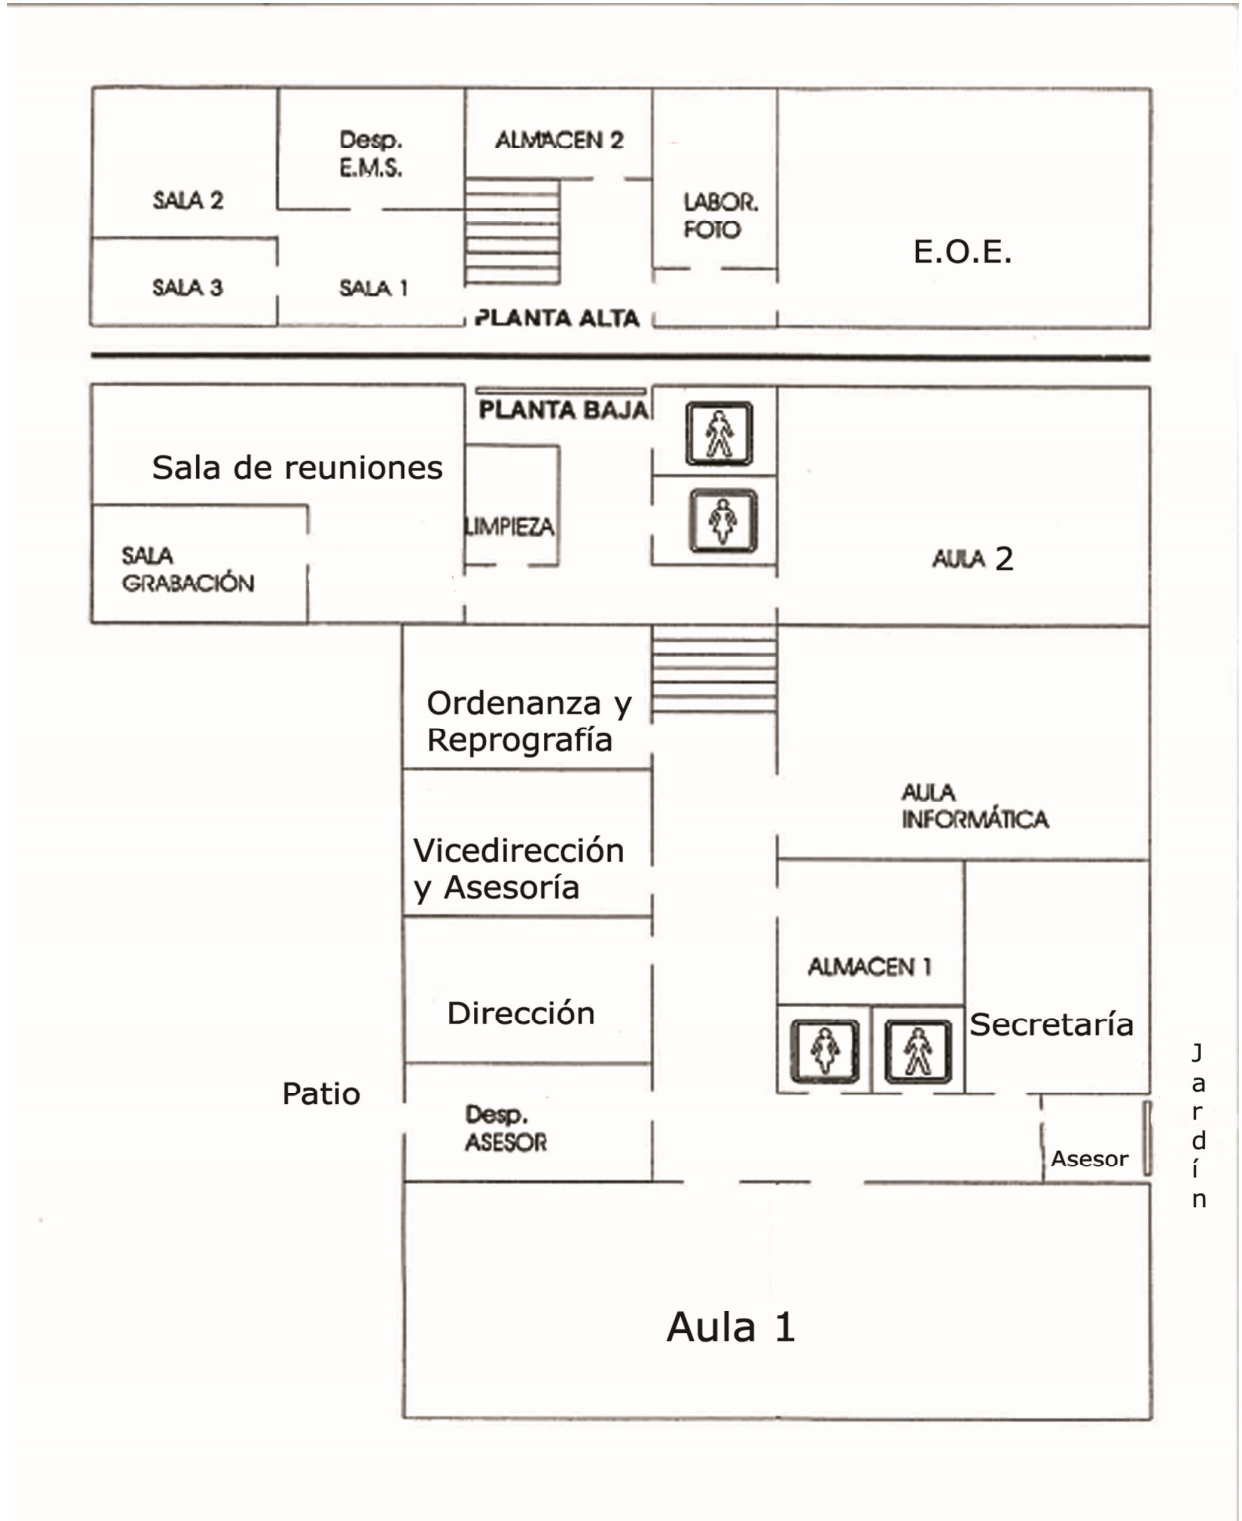 Desp.
E.M.S.
ALMACEN 2
SALA 2
LABOR.
FOTO
E.O.E.
SALA 3
SALA 1
PLANTA ALTA
PLANTA BAJA
Sala de reuniones
LIMPIEZA
SALA
GRABACIÓN
AULA 2
Ordenanza y
Reprografía
AULA
INFORMÁTICA
Vicedirección
y Asesoría
ALMACEN 1
Dirección
Secretaría
Patio
Desp.
ASESOR
Asesor
J
a
r
d
í
n
Aula 1